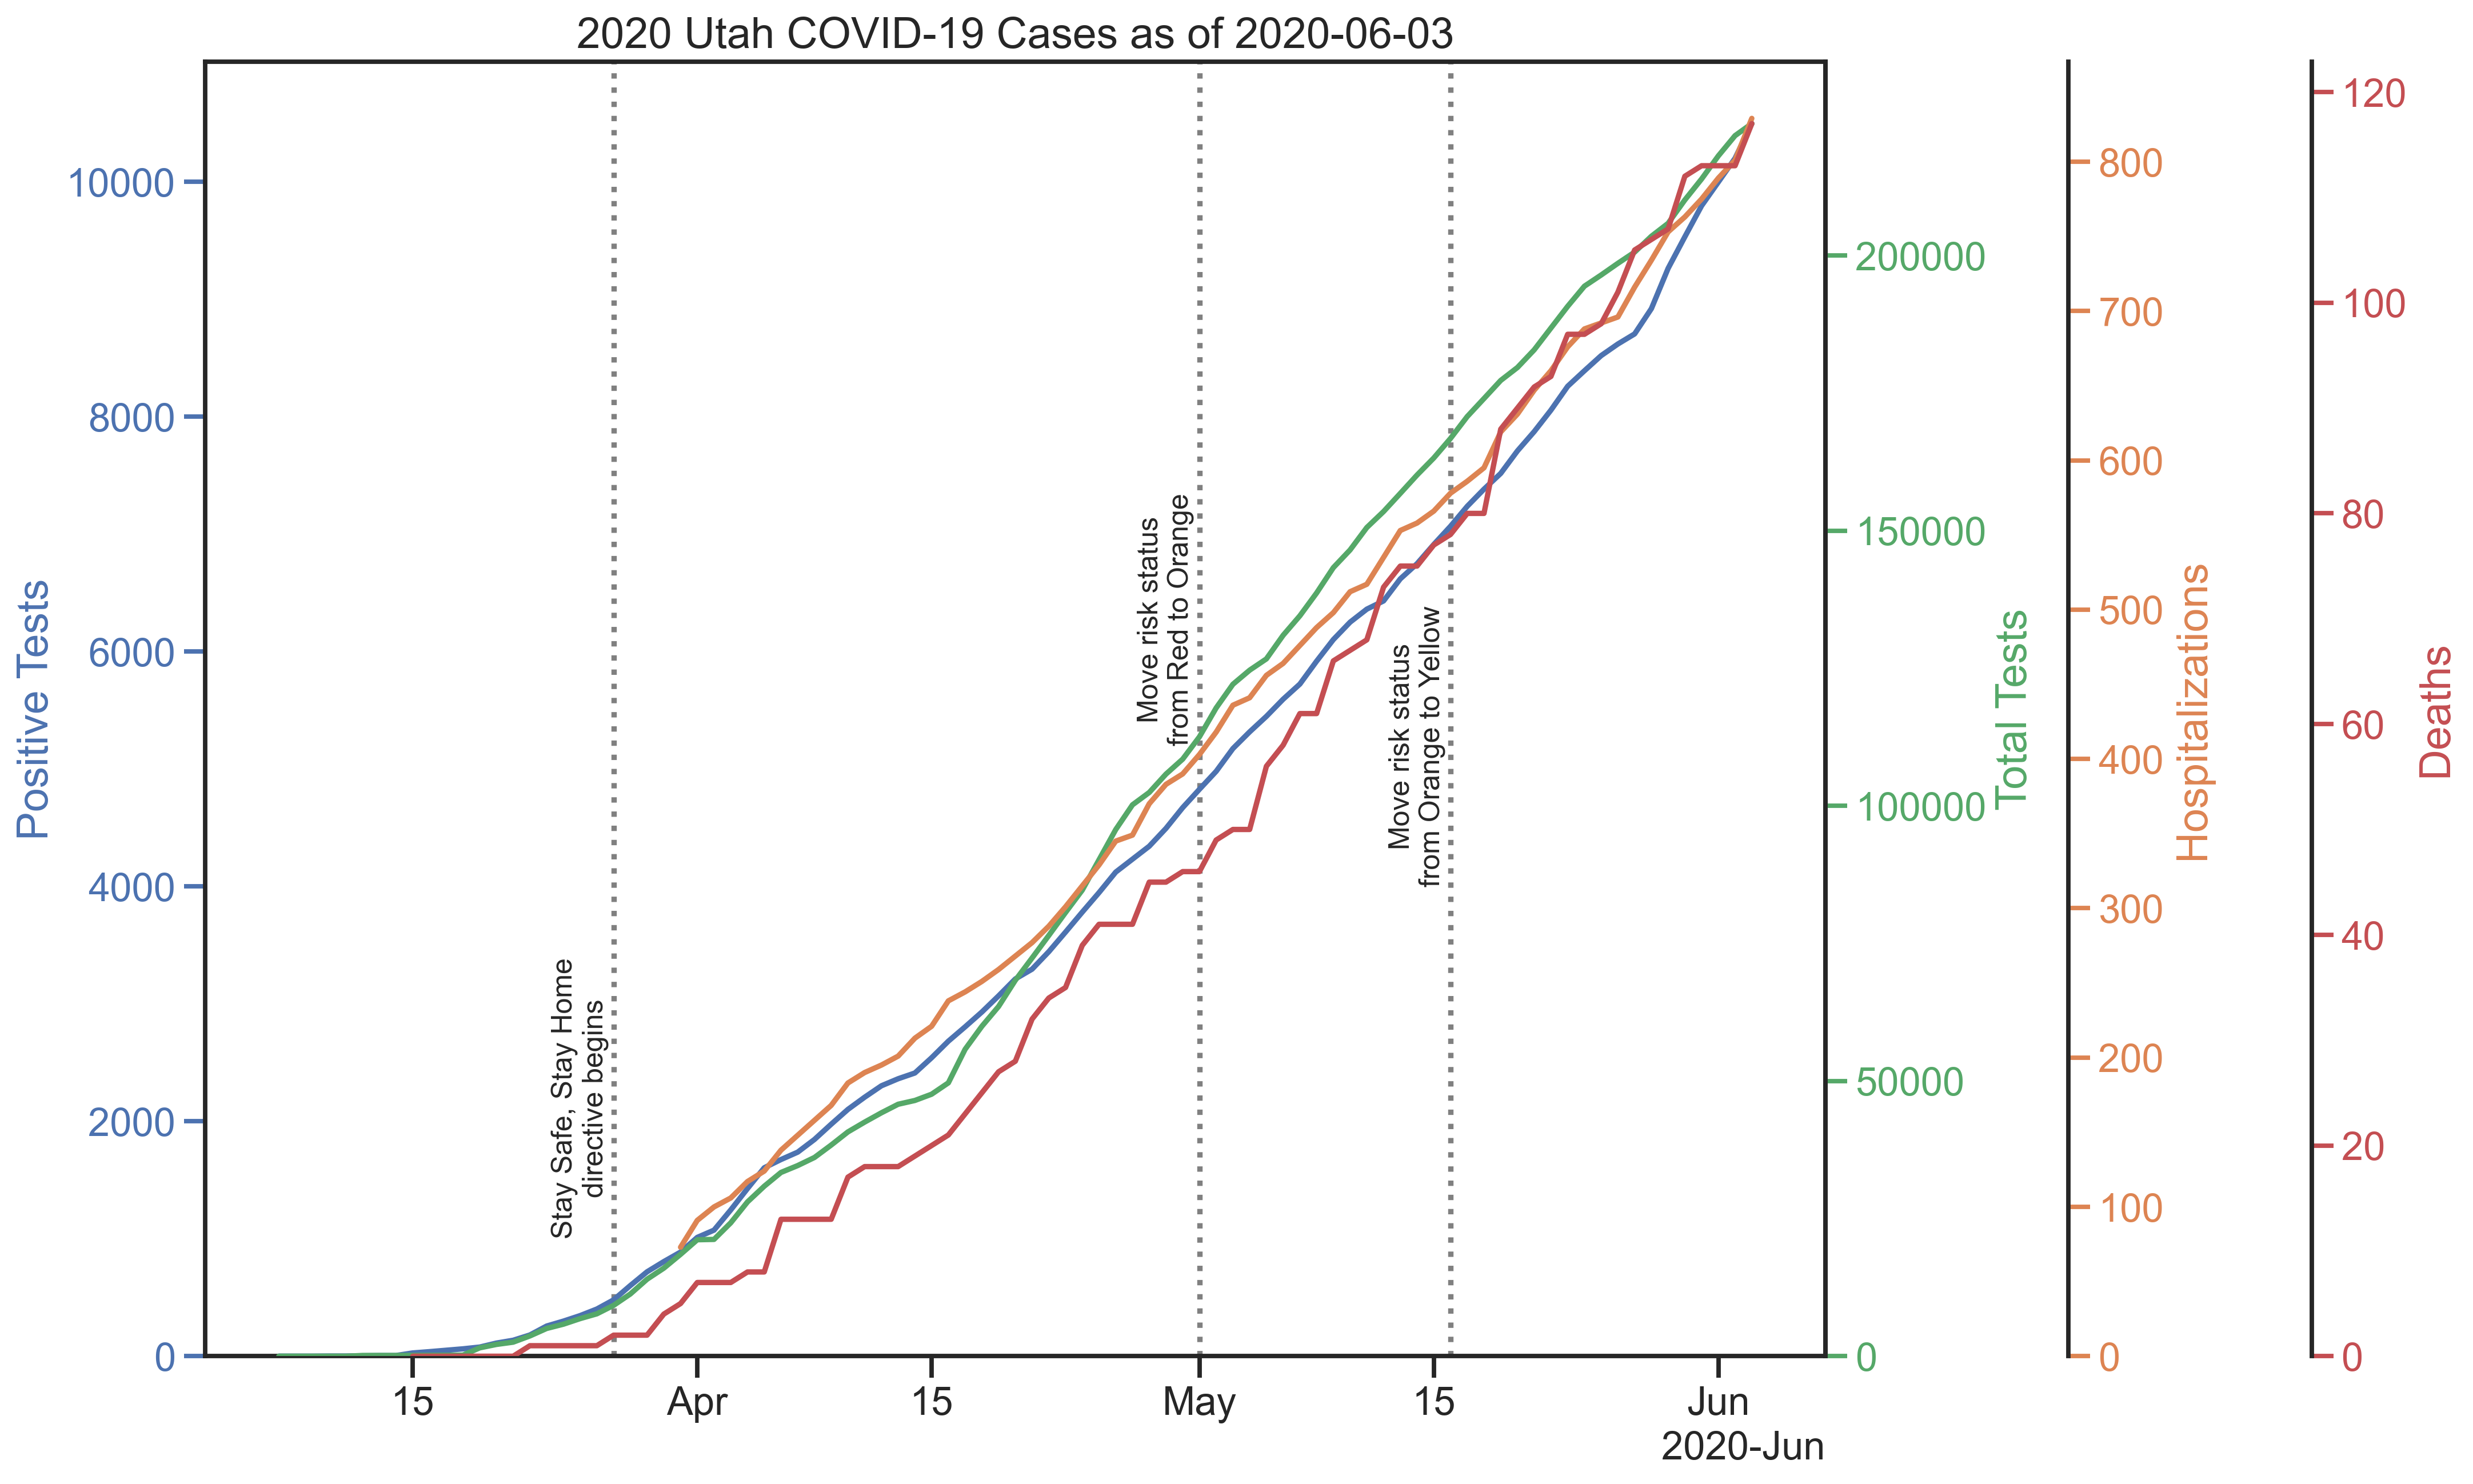 2020 Utah COVID-19 Cases as of 2020-06-03
Positive Tests
10000
8000
6000
4000
2000
0
Stay Safe, Stay Home
directive begins
Move risk status
from Red to Orange
Move risk status
from Orange to Yellow
15
Apr
15
May
15
Jun
2020-Jun
200000
150000
100000
50000
0
Total Tests
800
700
600
500
400
300
200
100
0
Hospitalizations
120
100
80
60
40
20
0
Deaths